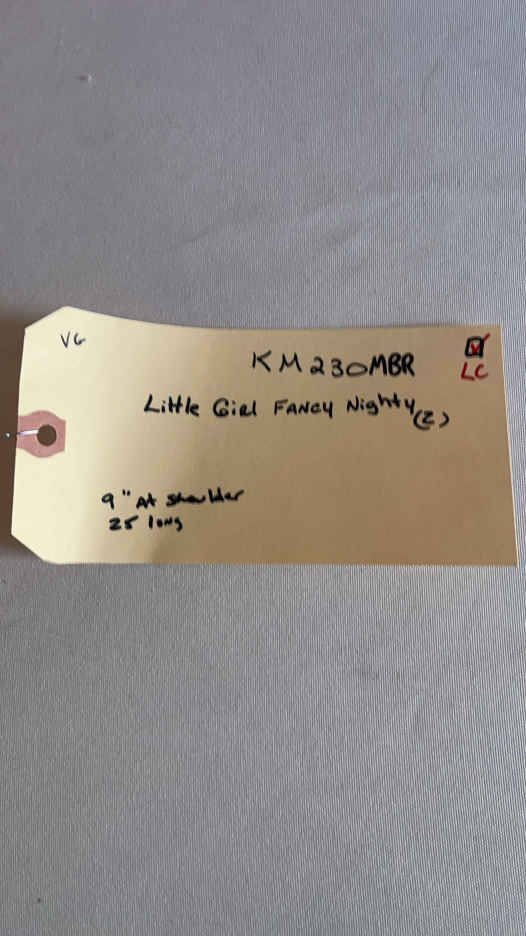 VG
KM230MBR
LC
Little Girl Fancy Nighty (2)
9" At shoulder
25 long